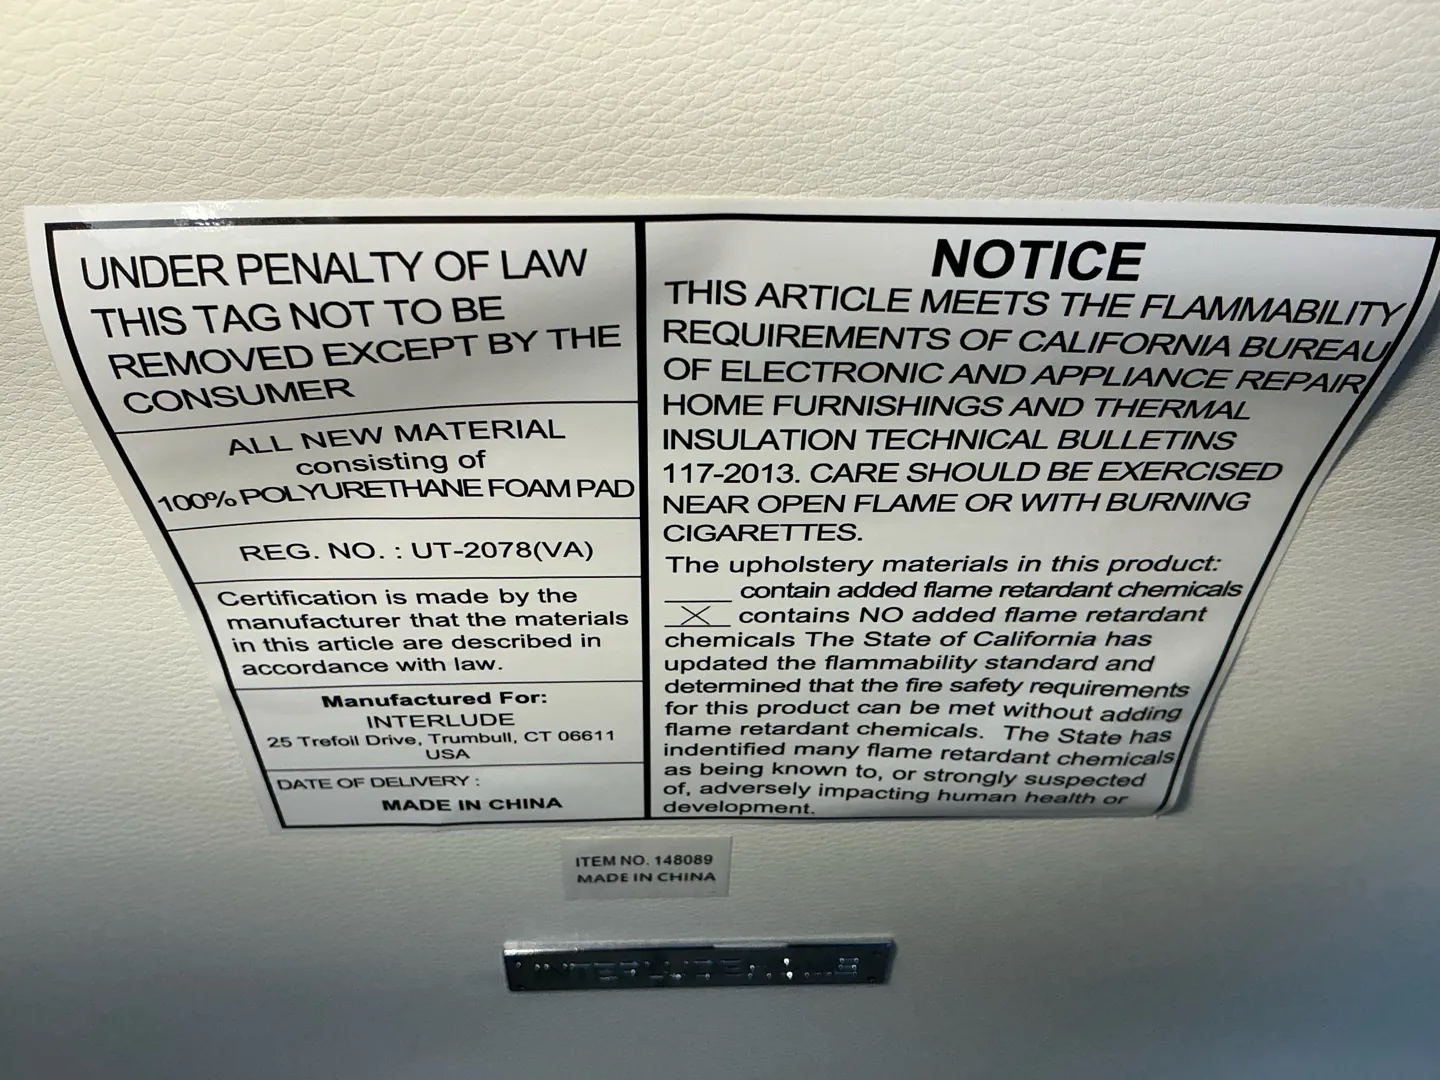 UNDER PENALTY OF LAW
THIS TAG NOT TO BE
REMOVED EXCEPT BY THE
CONSUMER
ALL NEW MATERIAL
consisting of
100% POLYURETHANE FOAM PAD
REG. NO. : UT-2078(VA)
Certification is made by the
manufacturer that the materials
in this article are described in
accordance with law.
Manufactured For:
INTERLUDE
25 Trefoil Drive, Trumbull, CT 06611
USA
DATE OF DELIVERY :
MADE IN CHINA
NOTICE
THIS ARTICLE MEETS THE FLAMMABILITY
REQUIREMENTS OF CALIFORNIA BUREAU
OF ELECTRONIC AND APPLIANCE REPAIR
HOME FURNISHINGS AND THERMAL
INSULATION TECHNICAL BULLETINS
117-2013. CARE SHOULD BE EXERCISED
NEAR OPEN FLAME OR WITH BURNING
CIGARETTES.
The upholstery materials in this product:
____ contain added flame retardant chemicals
X contains NO added flame retardant
chemicals The State of California has
updated the flammability standard and
determined that the fire safety requirements
for this product can be met without adding
flame retardant chemicals. The State has
indentified many flame retardant chemicals
as being known to, or strongly suspected
of, adversely impacting human health or
development.
ITEM NO. 148089
MADE IN CHINA
INTERLUDE